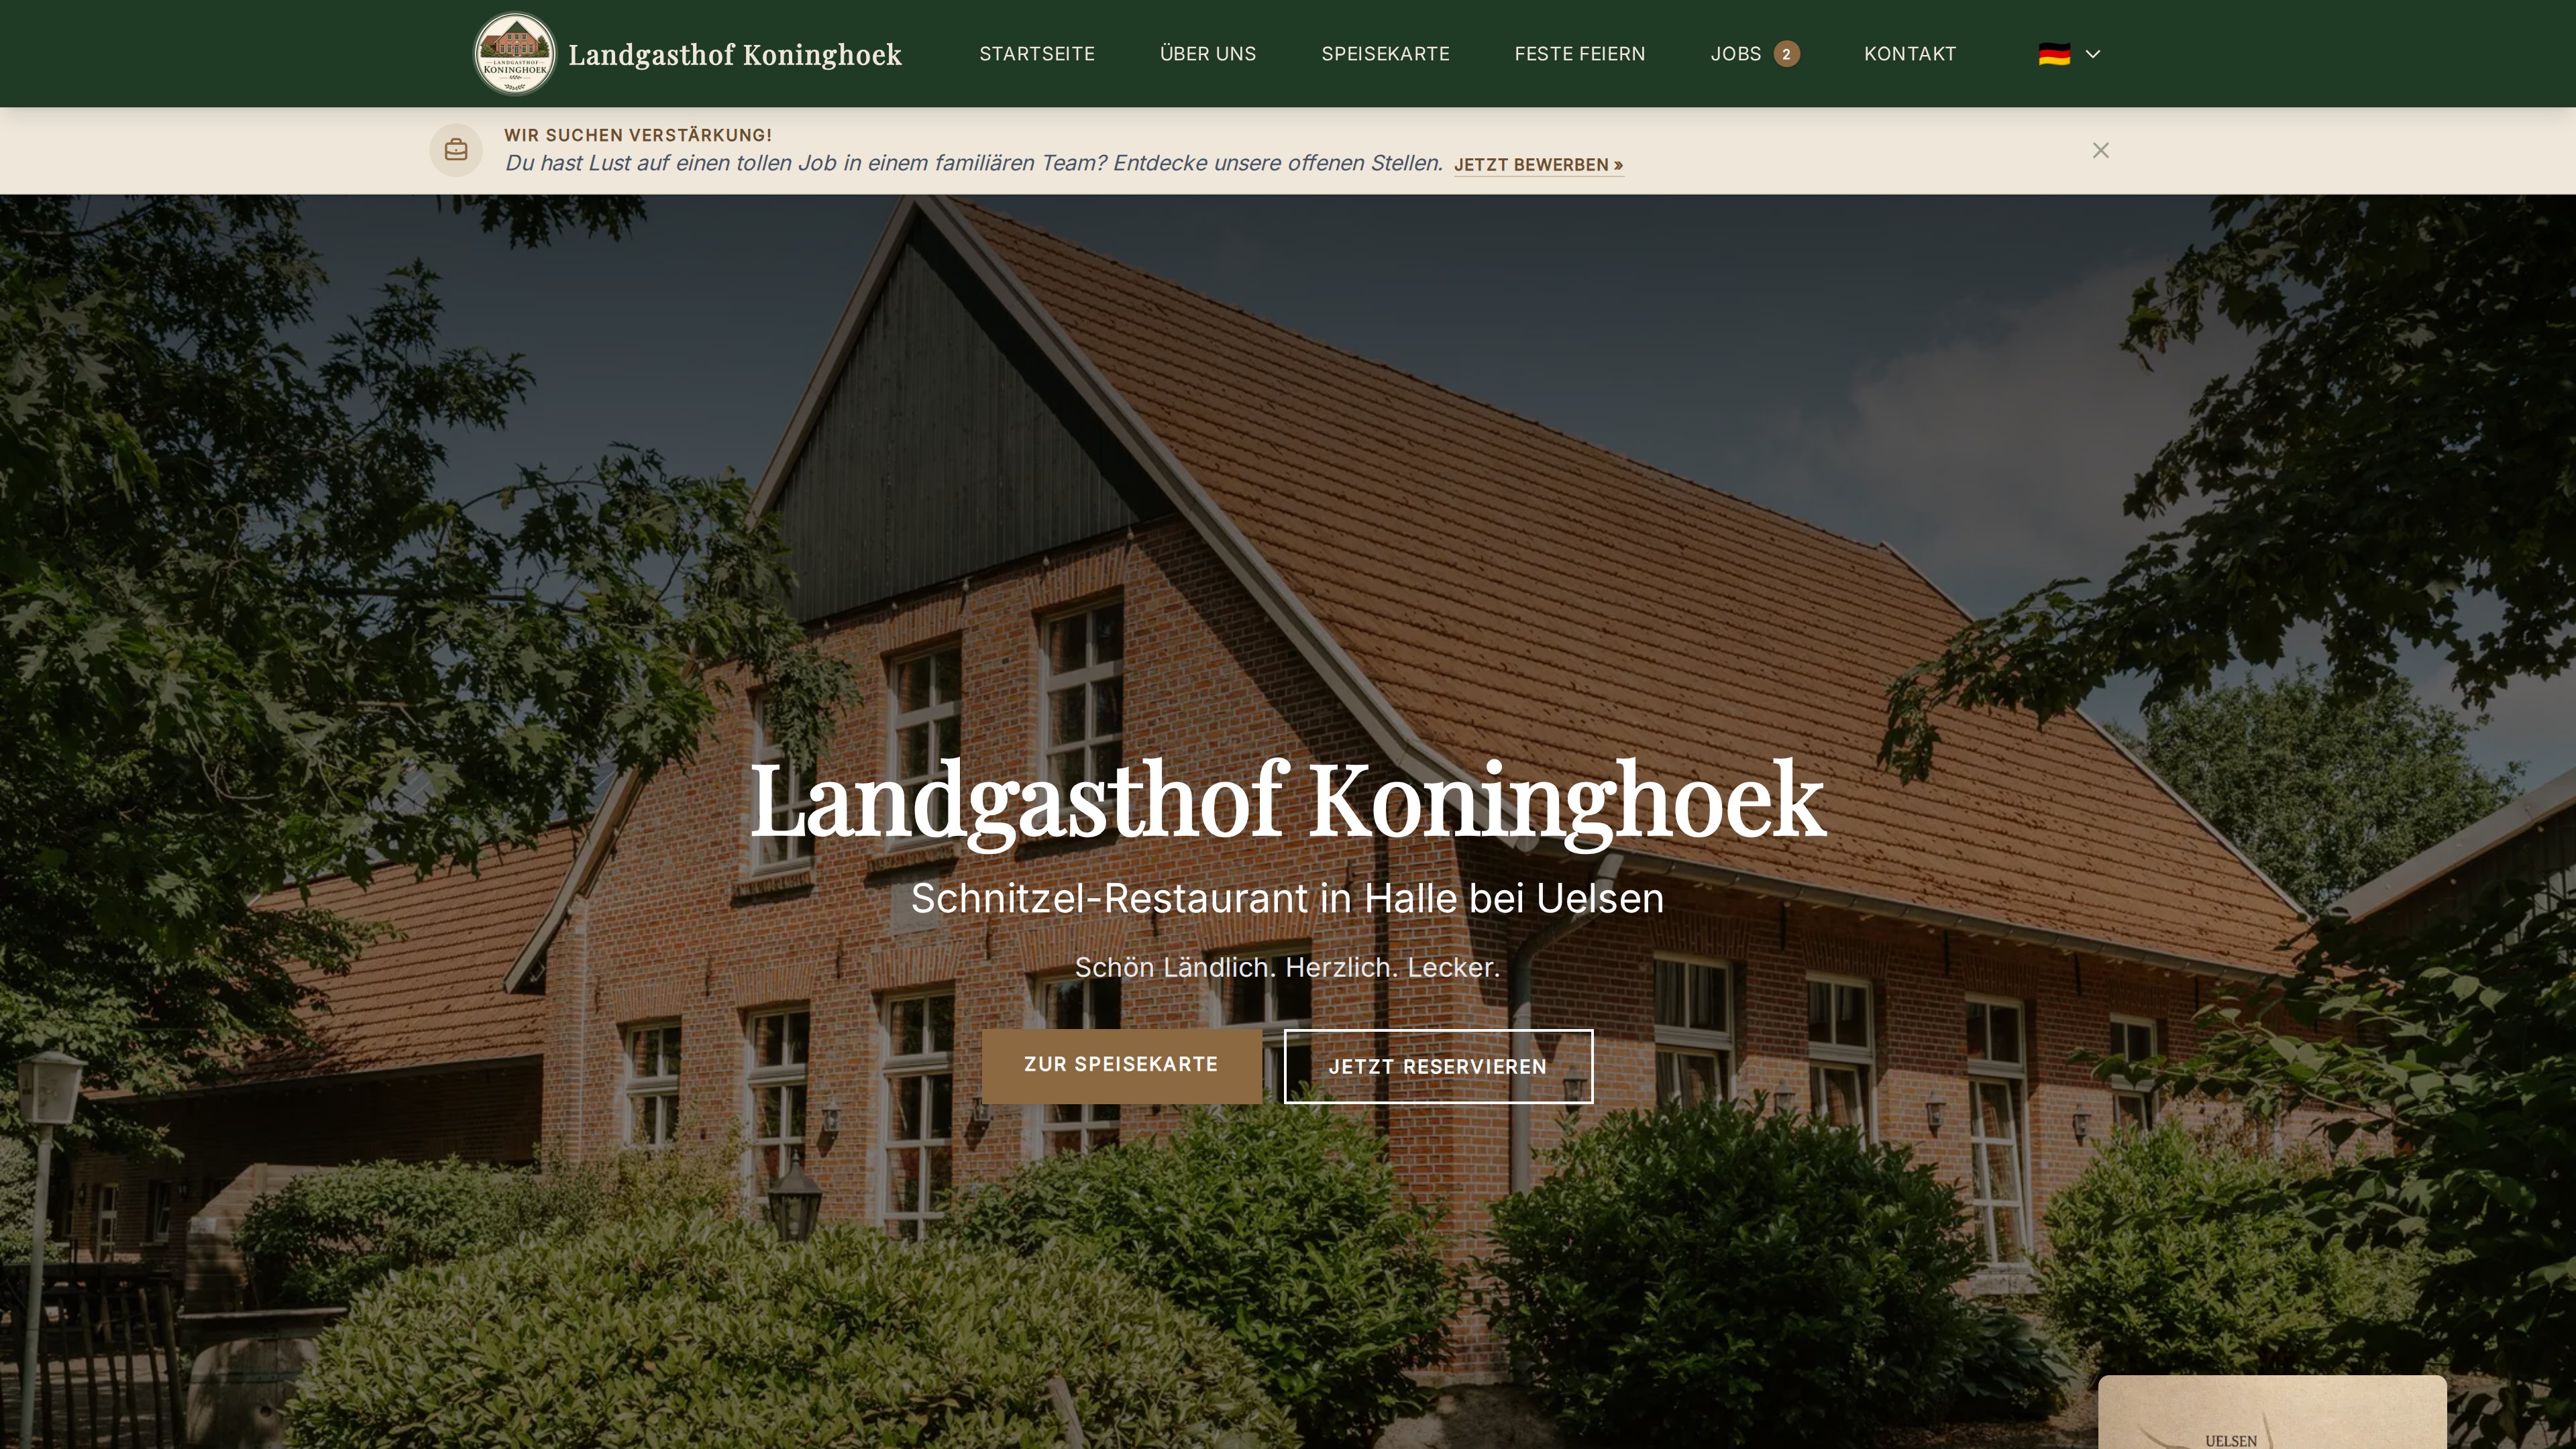 LANDGASTHOF
KONINGHOEK
Landgasthof Koninghoek
STARTSEITE
ÜBER UNS
SPEISEKARTE
FESTE FEIERN
JOBS 2
KONTAKT
WIR SUCHEN VERSTÄRKUNG!
Du hast Lust auf einen tollen Job in einem familiären Team? Entdecke unsere offenen Stellen. JETZT BEWERBEN »
Landgasthof Koninghoek
Schnitzel-Restaurant in Halle bei Uelsen
Schön Ländlich. Herzlich. Lecker.
ZUR SPEISEKARTE
JETZT RESERVIEREN
UELSEN